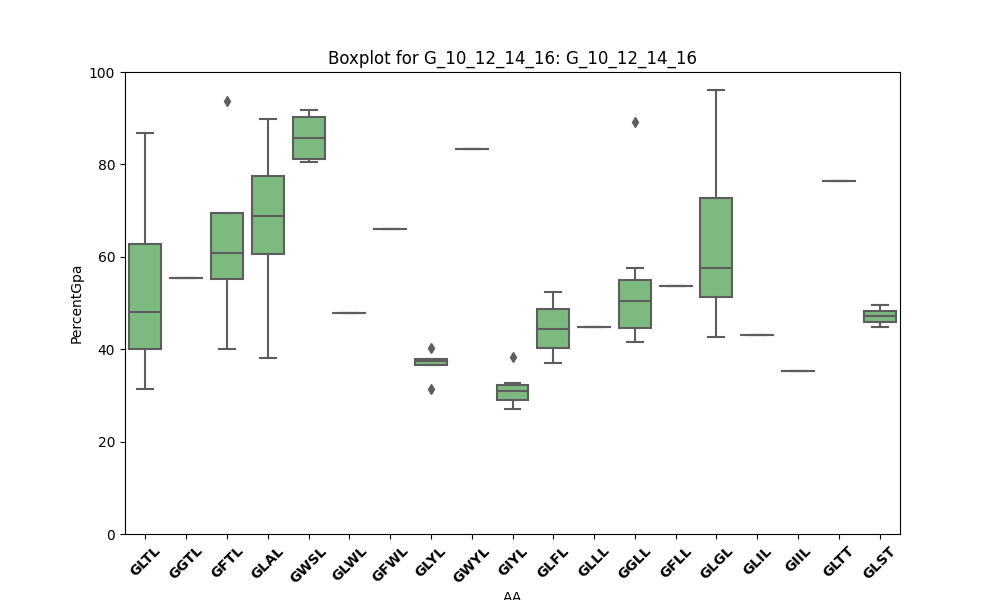 Boxplot for G_10_12_14_16: G_10_12_14_16
PercentGpa
100
80
60
40
20
0
GLTL
GGTL
GFTL
GLAL
GWSL
GLWL
GFWL
GLYL
GWYL
GIYL
GLFL
GLLL
GGLL
GFLL
GLGL
GLIL
GIIL
GLTT
GLST
AA